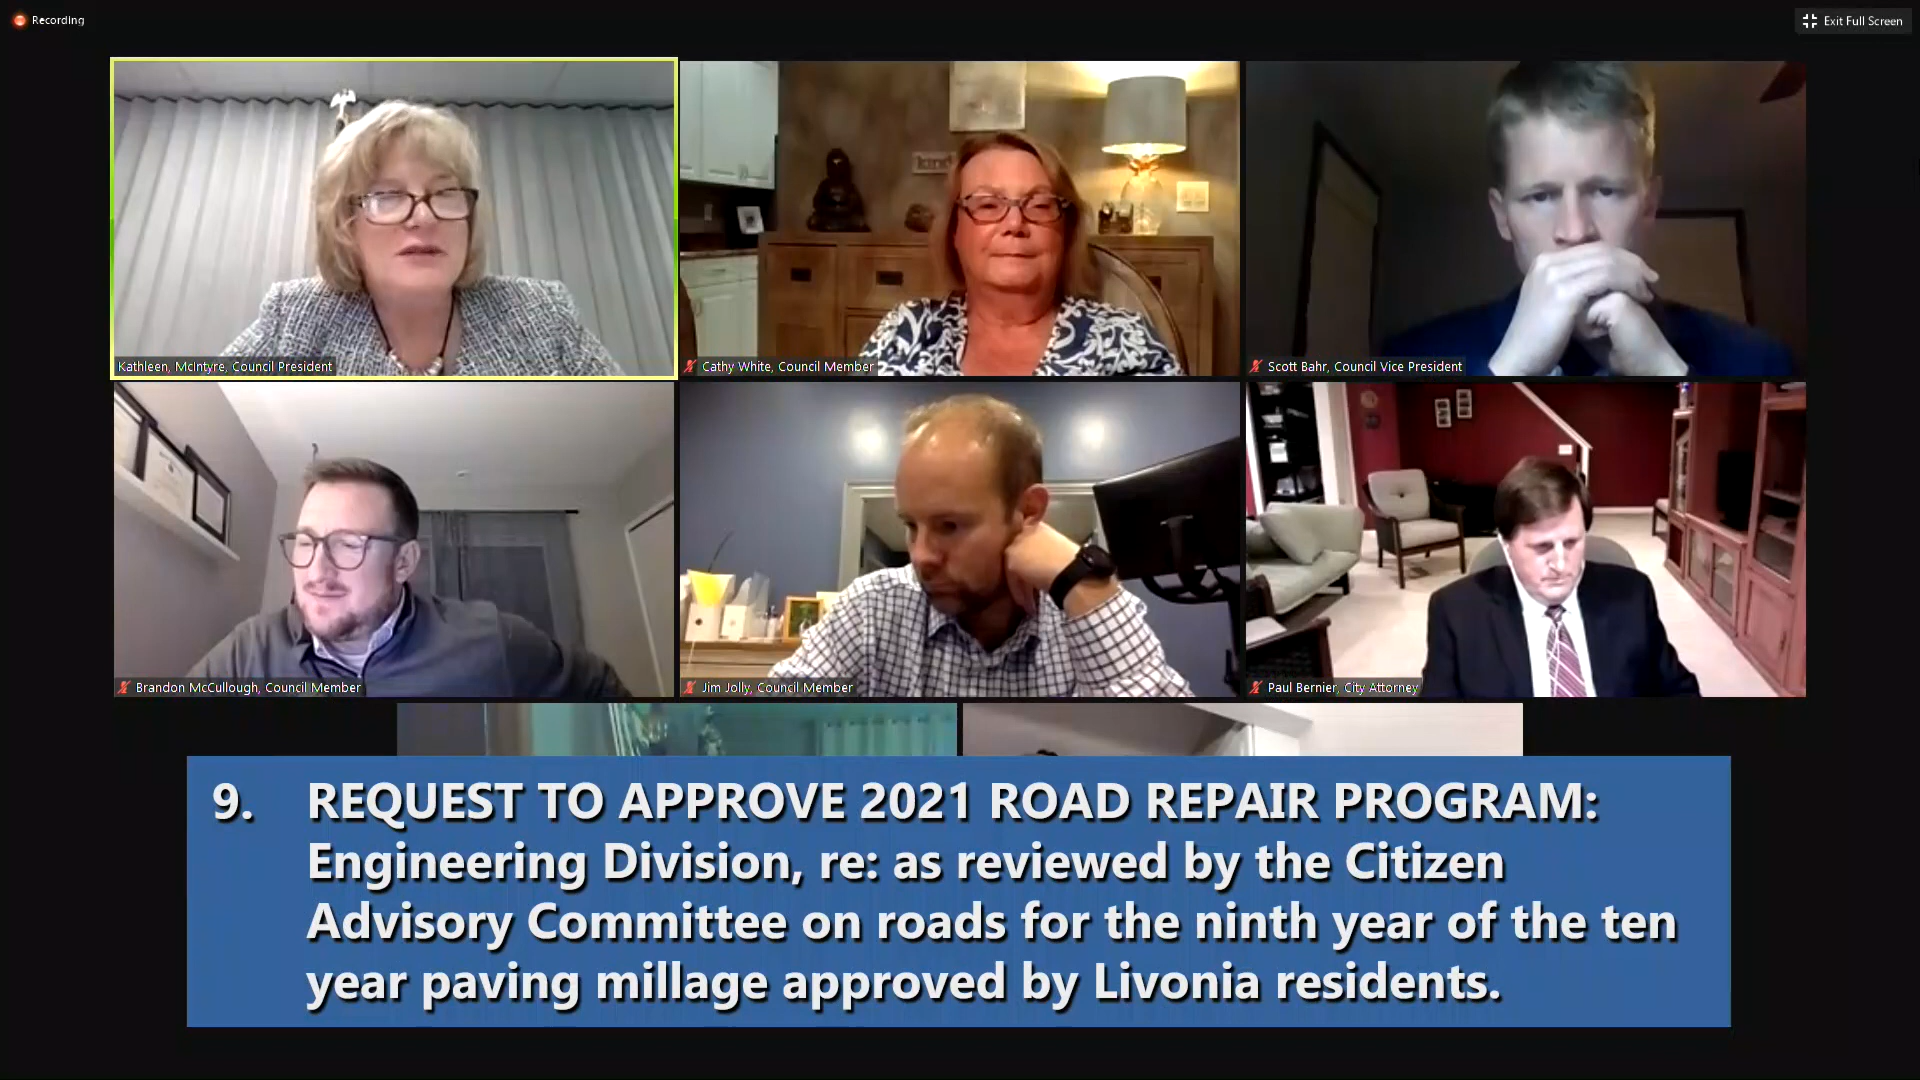 Recording
Exit Full Screen
kind
Kathleen, McIntyre, Council President
Cathy White, Council Member
Scott Bahr, Council Vice President
Brandon McCullough, Council Member
Jim Jolly, Council Member
Paul Bernier, City Attorney
9. REQUEST TO APPROVE 2021 ROAD REPAIR PROGRAM:
Engineering Division, re: as reviewed by the Citizen
Advisory Committee on roads for the ninth year of the ten
year paving millage approved by Livonia residents.